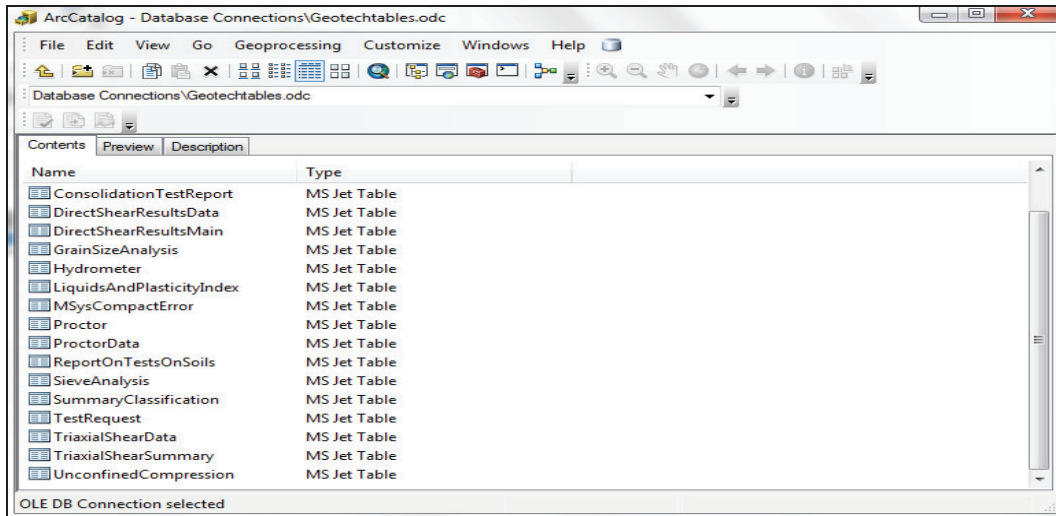 ArcCatalog - Database Connections\Geotechtables.odc
File Edit View Go Geoprocessing Customize Windows Help
Database Connections\Geotechtables.odc
Contents Preview Description
Name Type
ConsolidationTestReport MS Jet Table
DirectShearResultsData MS Jet Table
DirectShearResultsMain MS Jet Table
GrainSizeAnalysis MS Jet Table
Hydrometer MS Jet Table
LiquidsAndPlasticityIndex MS Jet Table
MSysCompactError MS Jet Table
Proctor MS Jet Table
ProctorData MS Jet Table
ReportOnTestsOnSoils MS Jet Table
SieveAnalysis MS Jet Table
SummaryClassification MS Jet Table
TestRequest MS Jet Table
TriaxialShearData MS Jet Table
TriaxialShearSummary MS Jet Table
UnconfinedCompression MS Jet Table
OLE DB Connection selected